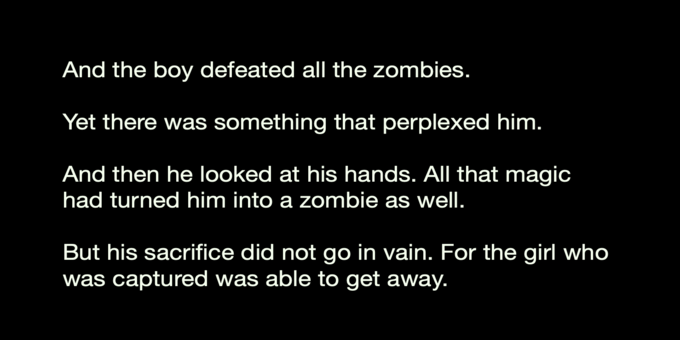 And the boy defeated all the zombies.
Yet there was something that perplexed him.
And then he looked at his hands. All that magic
had turned him into a zombie as well.
But his sacrifice did not go in vain. For the girl who
was captured was able to get away.